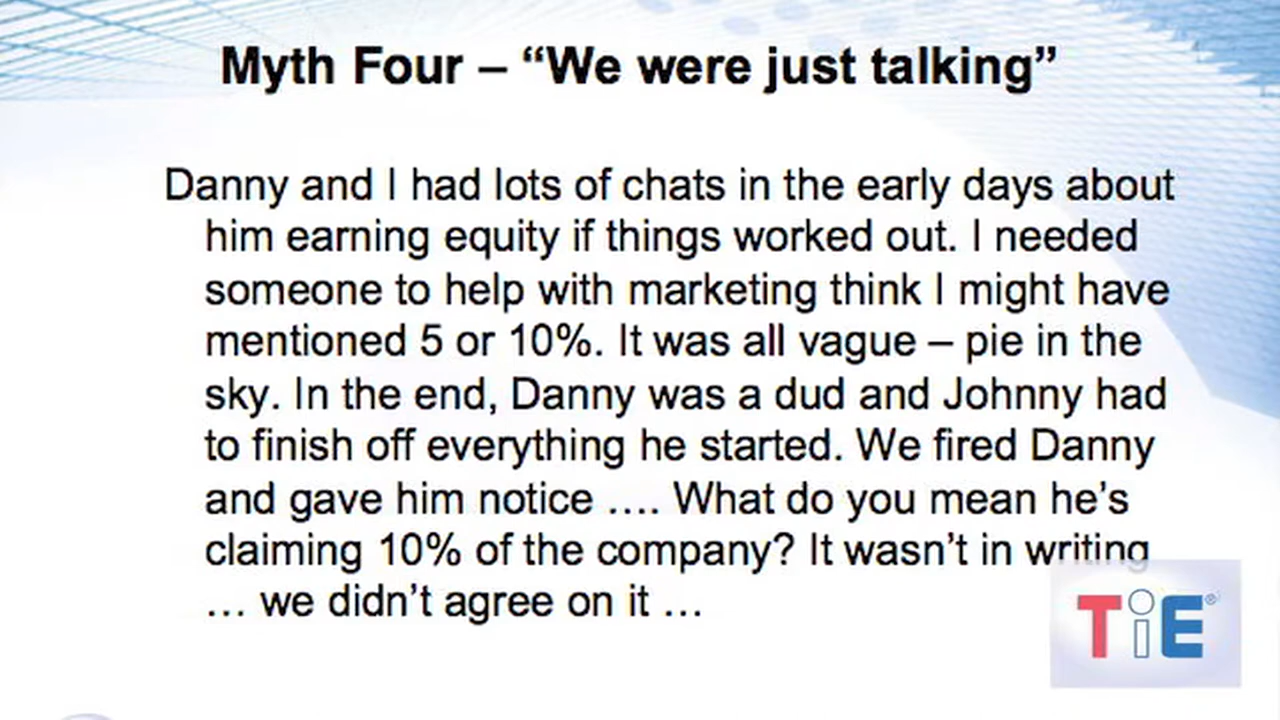 Myth Four – “We were just talking”
Danny and I had lots of chats in the early days about
him earning equity if things worked out. I needed
someone to help with marketing think I might have
mentioned 5 or 10%. It was all vague – pie in the
sky. In the end, Danny was a dud and Johnny had
to finish off everything he started. We fired Danny
and gave him notice …. What do you mean he’s
claiming 10% of the company? It wasn’t in writing
… we didn’t agree on it …
TiE®